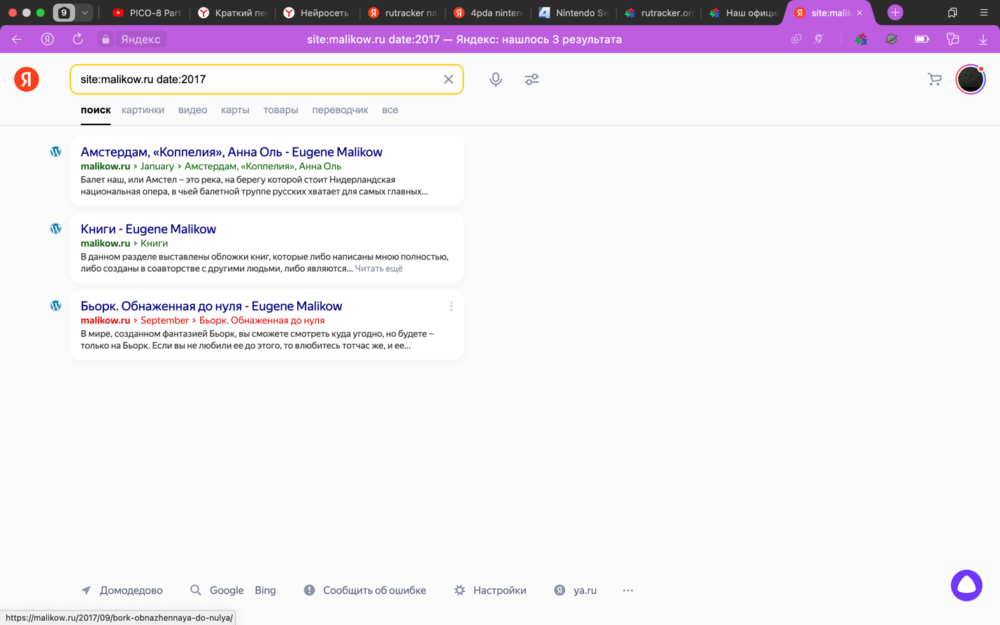 9
PICO-8 Part
Краткий пе
Нейросеть
rutracker пл
4pda ninten
Nintendo Sw
rutracker.or
Наш официа
site:malik
Яндекс
site:malikow.ru date:2017 — Яндекс: нашлось 3 результата
Я
site:malikow.ru date:2017
поиск
картинки
видео
карты
товары
переводчик
все
Амстердам, «Коппелия», Анна Оль - Eugene Malikow
malikow.ru › January › Амстердам, «Коппелия», Анна Оль
Балет наш, или Амстел – это река, на берегу которой стоит Нидерландская
национальная опера, в чьей балетной труппе русских хватает для самых главных...
Книги - Eugene Malikow
malikow.ru › Книги
В данном разделе выставлены обложки книг, которые либо написаны мною полностью,
либо созданы в соавторстве с другими людьми, либо являются... Читать ещё
Бьорк. Обнаженная до нуля - Eugene Malikow
malikow.ru › September › Бьорк. Обнаженная до нуля
В мире, созданном фантазией Бьорк, вы сможете смотреть куда угодно, но будете –
только на Бьорк. Если вы не любили ее до этого, то влюбитесь тотчас же, и ее...
Домодедово
Google
Bing
Сообщить об ошибке
Настройки
ya.ru
https://malikow.ru/2017/09/bork-obnazhennaya-do-nulya/